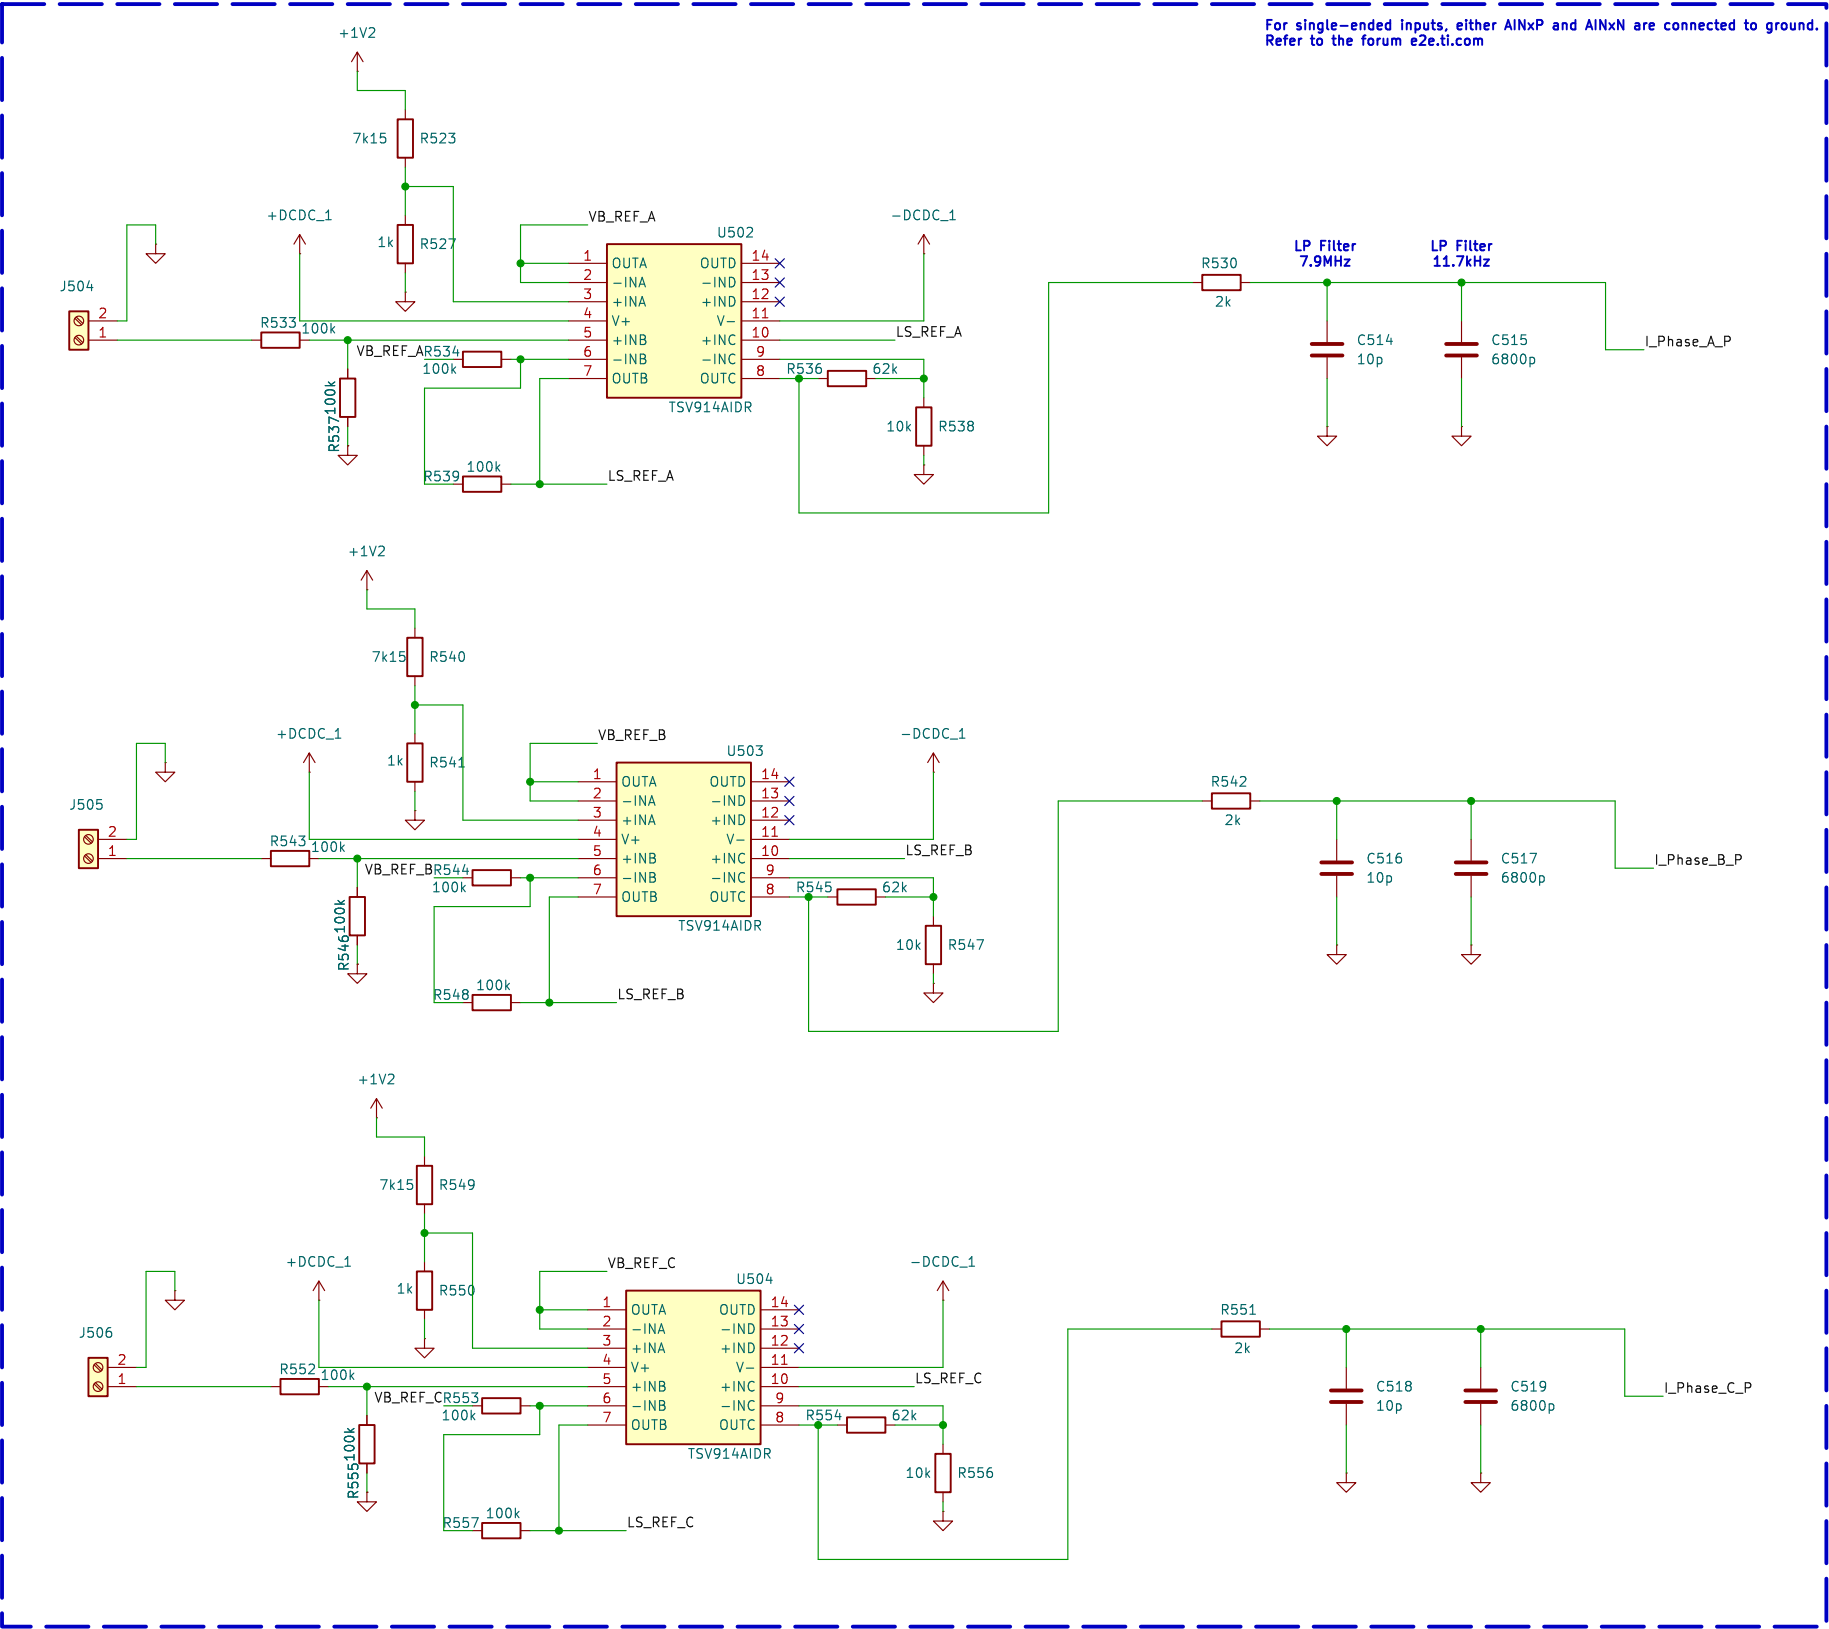 For single-ended inputs, either AINxP and AINxN are connected to ground.
Refer to the forum e2e.ti.com
+1V2
7k15 R523
+DCDC_1
1k R527
VB_REF_A
-DCDC_1
U502
J504
2
1
R533 100k
R537 100k
VB_REF_A R534
100k
R539 100k
LS_REF_A
1 OUTA OUTD 14
2 -INA -IND 13
3 +INA +IND 12
4 V+ V- 11
5 +INB +INC 10
6 -INB -INC 9
7 OUTB OUTC 8
TSV914AIDR
LS_REF_A
R536 62k
10k R538
R530
2k
LP Filter
7.9MHz
LP Filter
11.7kHz
C514
10p
C515
6800p
I_Phase_A_P
+1V2
7k15 R540
+DCDC_1
1k R541
VB_REF_B
-DCDC_1
U503
J505
2
1
R543 100k
R546 100k
VB_REF_B R544
100k
R548 100k
LS_REF_B
1 OUTA OUTD 14
2 -INA -IND 13
3 +INA +IND 12
4 V+ V- 11
5 +INB +INC 10
6 -INB -INC 9
7 OUTB OUTC 8
TSV914AIDR
LS_REF_B
R545 62k
10k R547
R542
2k
C516
10p
C517
6800p
I_Phase_B_P
+1V2
7k15 R549
+DCDC_1
1k R550
VB_REF_C
-DCDC_1
U504
J506
2
1
R552 100k
R555 100k
VB_REF_C R553
100k
R557 100k
LS_REF_C
1 OUTA OUTD 14
2 -INA -IND 13
3 +INA +IND 12
4 V+ V- 11
5 +INB +INC 10
6 -INB -INC 9
7 OUTB OUTC 8
TSV914AIDR
LS_REF_C
R554 62k
10k R556
R551
2k
C518
10p
C519
6800p
I_Phase_C_P